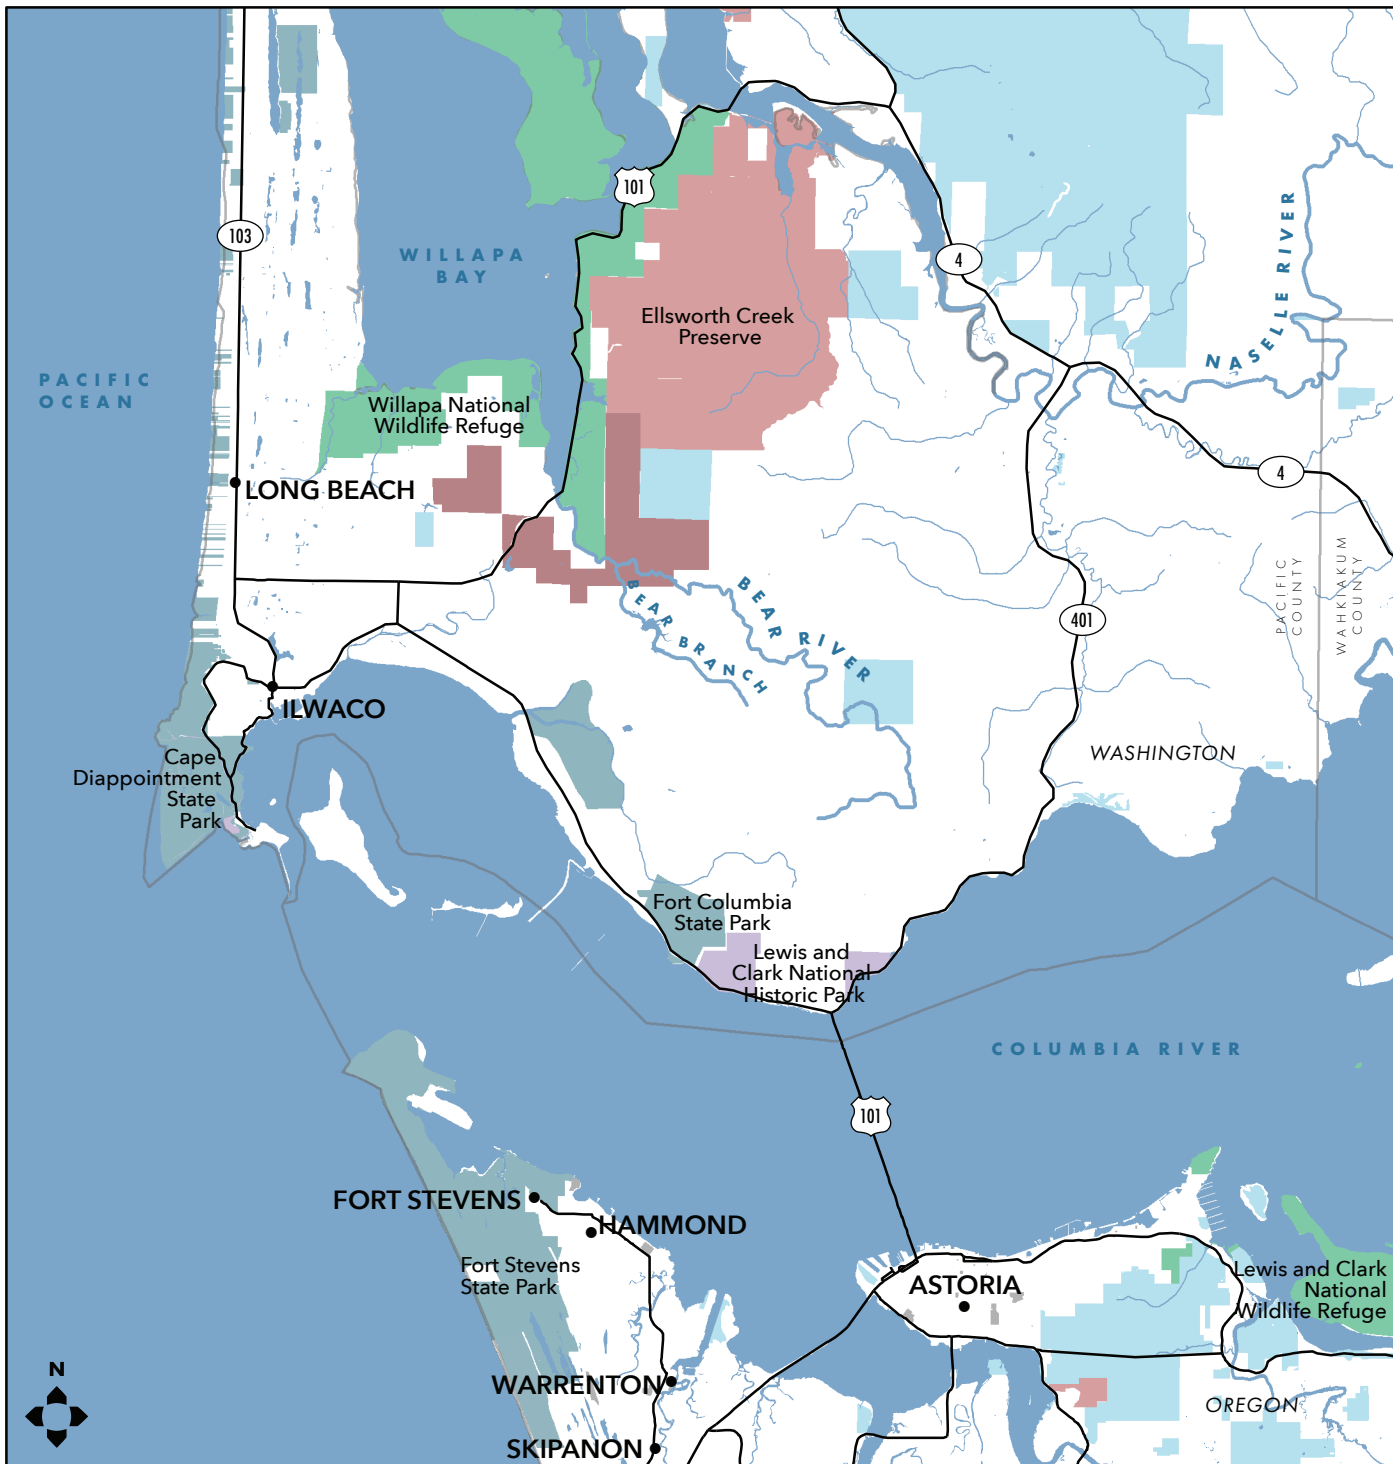 101
103
WILLAPA
BAY
4
NASELLE RIVER
Ellsworth Creek
Preserve
PACIFIC
OCEAN
Willapa National
Wildlife Refuge
LONG BEACH
4
PACIFIC
COUNTY
WAHKIAKUM
COUNTY
BEAR RIVER
BEAR BRANCH
401
ILWACO
WASHINGTON
Cape
Diappointment
State
Park
Fort Columbia
State Park
Lewis and
Clark National
Historic Park
COLUMBIA RIVER
101
FORT STEVENS
HAMMOND
Fort Stevens
State Park
ASTORIA
Lewis and Clark
National
Wildlife Refuge
N
WARRENTON
OREGON
SKIPANON